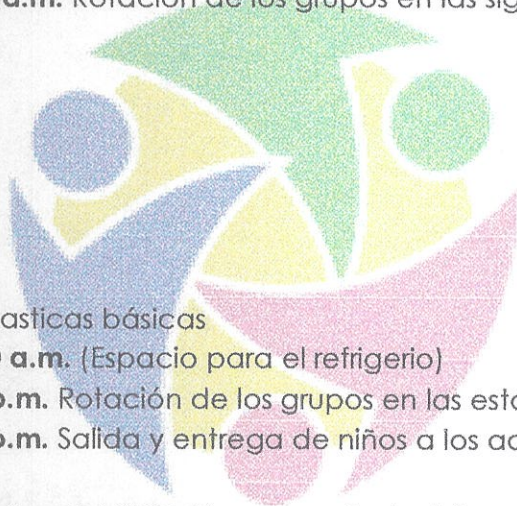 a.m. Rotación de los grupos en las sig
asticas básicas
a.m. (Espacio para el refrigerio)
p.m. Rotación de los grupos en las esta
p.m. Salida y entrega de niños a los ac